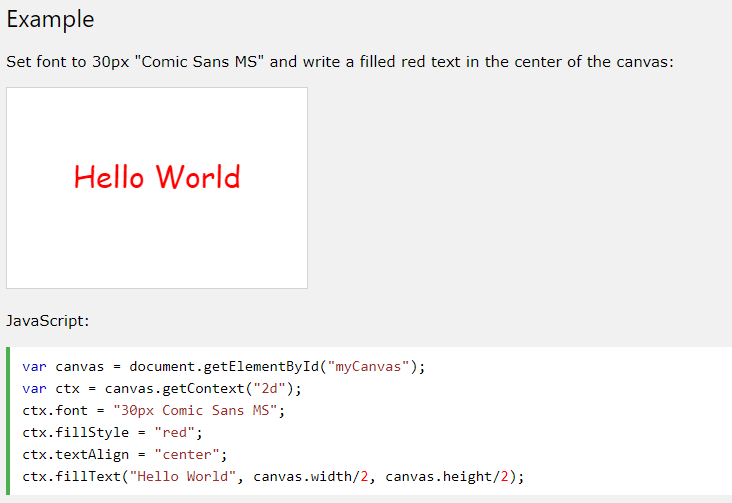 Example
Set font to 30px "Comic Sans MS" and write a filled red text in the center of the canvas:
Hello World
JavaScript:
var canvas = document.getElementById("myCanvas");
var ctx = canvas.getContext("2d");
ctx.font = "30px Comic Sans MS";
ctx.fillStyle = "red";
ctx.textAlign = "center";
ctx.fillText("Hello World", canvas.width/2, canvas.height/2);